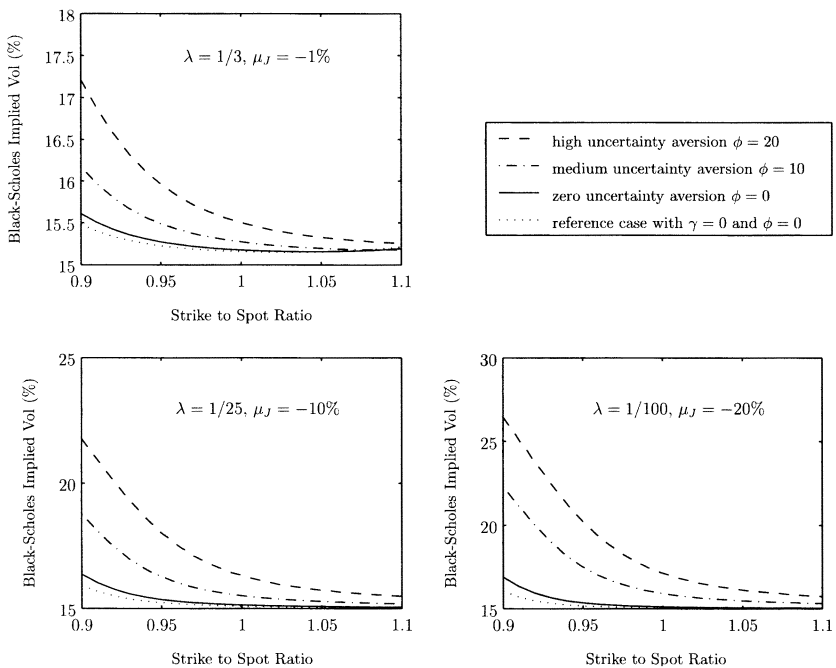 18
17.5
17
16.5
16
15.5
15
0.9 0.95 1 1.05 1.1
Black-Scholes Implied Vol (%)
λ = 1/3, μ_J = −1%
Strike to Spot Ratio
high uncertainty aversion φ = 20
medium uncertainty aversion φ = 10
zero uncertainty aversion φ = 0
reference case with γ = 0 and φ = 0
25
20
15
0.9 0.95 1 1.05 1.1
Black-Scholes Implied Vol (%)
λ = 1/25, μ_J = −10%
Strike to Spot Ratio
30
25
20
15
0.9 0.95 1 1.05 1.1
Black-Scholes Implied Vol (%)
λ = 1/100, μ_J = −20%
Strike to Spot Ratio